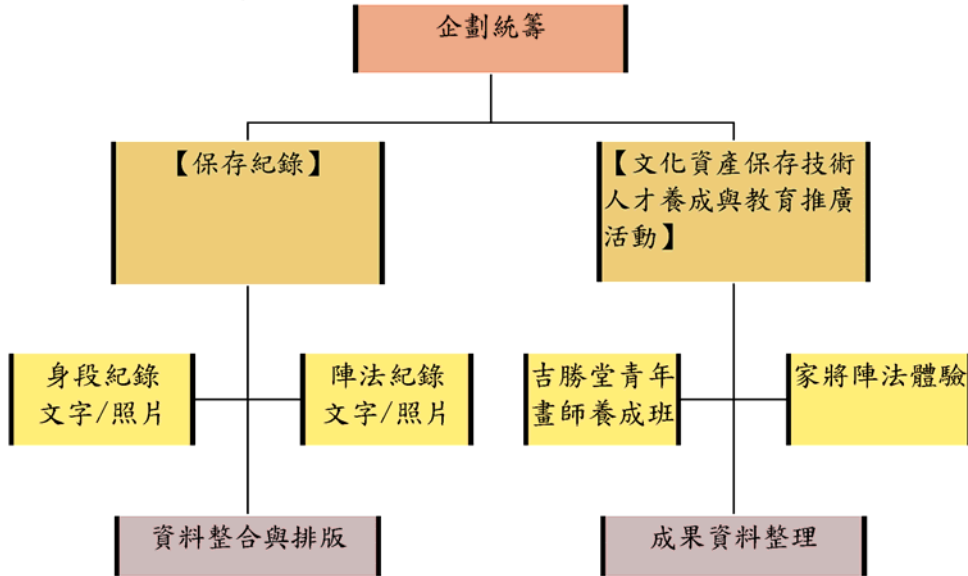 企劃統籌
【保存紀錄】
【文化資產保存技術
人才養成與教育推廣
活動】
身段紀錄
文字/照片
陣法紀錄
文字/照片
吉勝堂青年
畫師養成班
家將陣法體驗
資料整合與排版
成果資料整理